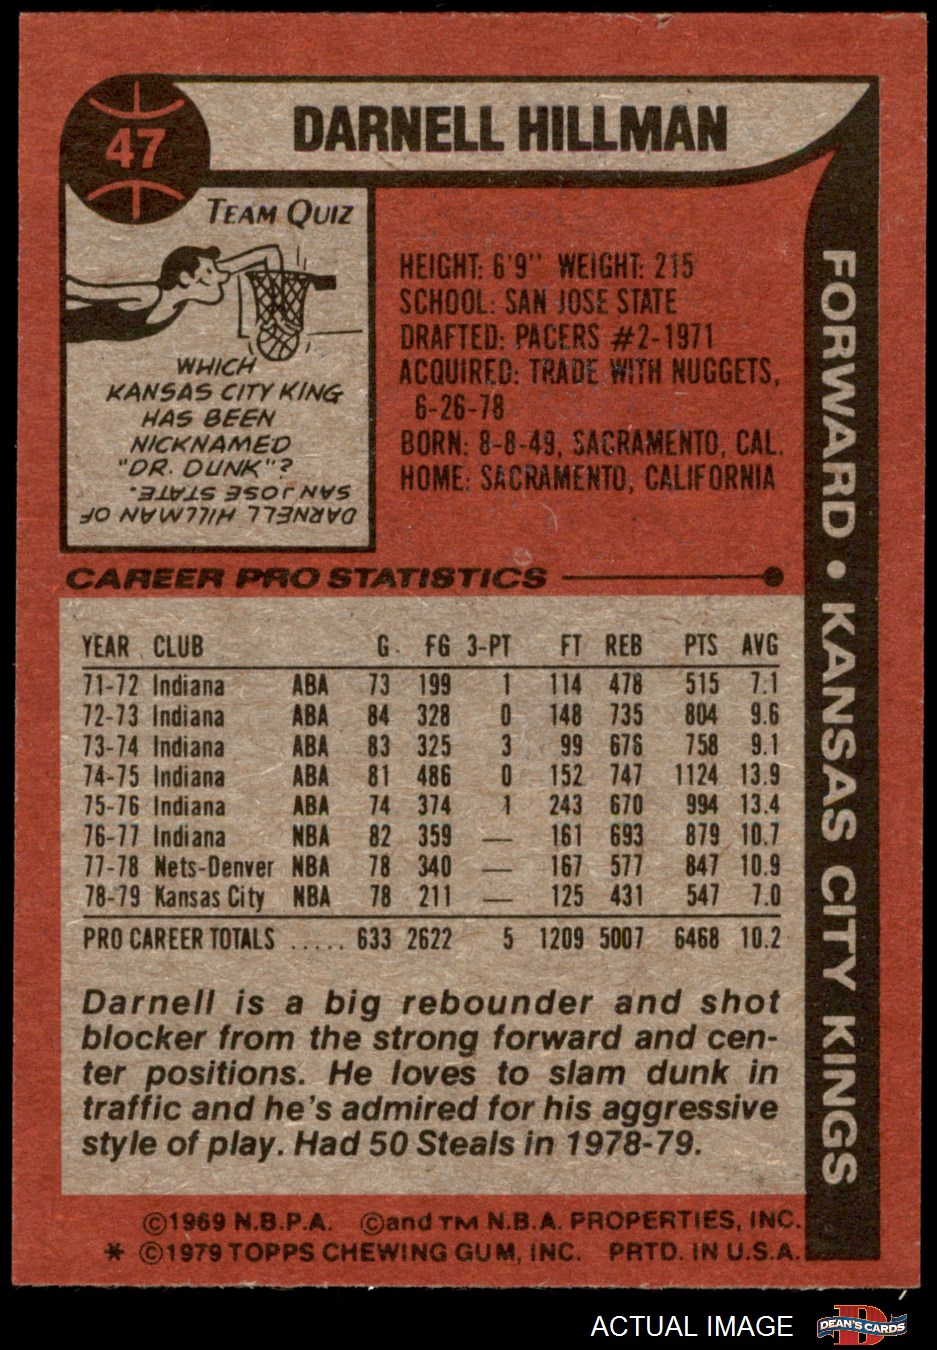 47
DARNELL HILLMAN
TEAM QUIZ
WHICH
KANSAS CITY KING
HAS BEEN
NICKNAMED
"DR. DUNK"?
DARNELL HILLMAN OF
SAN JOSE STATE.
HEIGHT: 6'9" WEIGHT: 215
SCHOOL: SAN JOSE STATE
DRAFTED: PACERS #2-1971
ACQUIRED: TRADE WITH NUGGETS,
6-26-78
BORN: 8-8-49, SACRAMENTO, CAL.
HOME: SACRAMENTO, CALIFORNIA
FORWARD • KANSAS CITY KINGS
CAREER PRO STATISTICS
YEAR CLUB G FG 3-PT FT REB PTS AVG
71-72 Indiana ABA 73 199 1 114 478 515 7.1
72-73 Indiana ABA 84 328 0 148 735 804 9.6
73-74 Indiana ABA 83 325 3 99 676 758 9.1
74-75 Indiana ABA 81 486 0 152 747 1124 13.9
75-76 Indiana ABA 74 374 1 243 670 994 13.4
76-77 Indiana NBA 82 359 — 161 693 879 10.7
77-78 Nets-Denver NBA 78 340 — 167 577 847 10.9
78-79 Kansas City NBA 78 211 — 125 431 547 7.0
PRO CAREER TOTALS ..... 633 2622 5 1209 5007 6468 10.2
Darnell is a big rebounder and shot
blocker from the strong forward and cen-
ter positions. He loves to slam dunk in
traffic and he's admired for his aggressive
style of play. Had 50 Steals in 1978-79.
©1969 N.B.P.A. ©and TM N.B.A. PROPERTIES, INC.
* ©1979 TOPPS CHEWING GUM, INC. PRTD. IN U.S.A.
ACTUAL IMAGE
D
DEAN'S CARDS